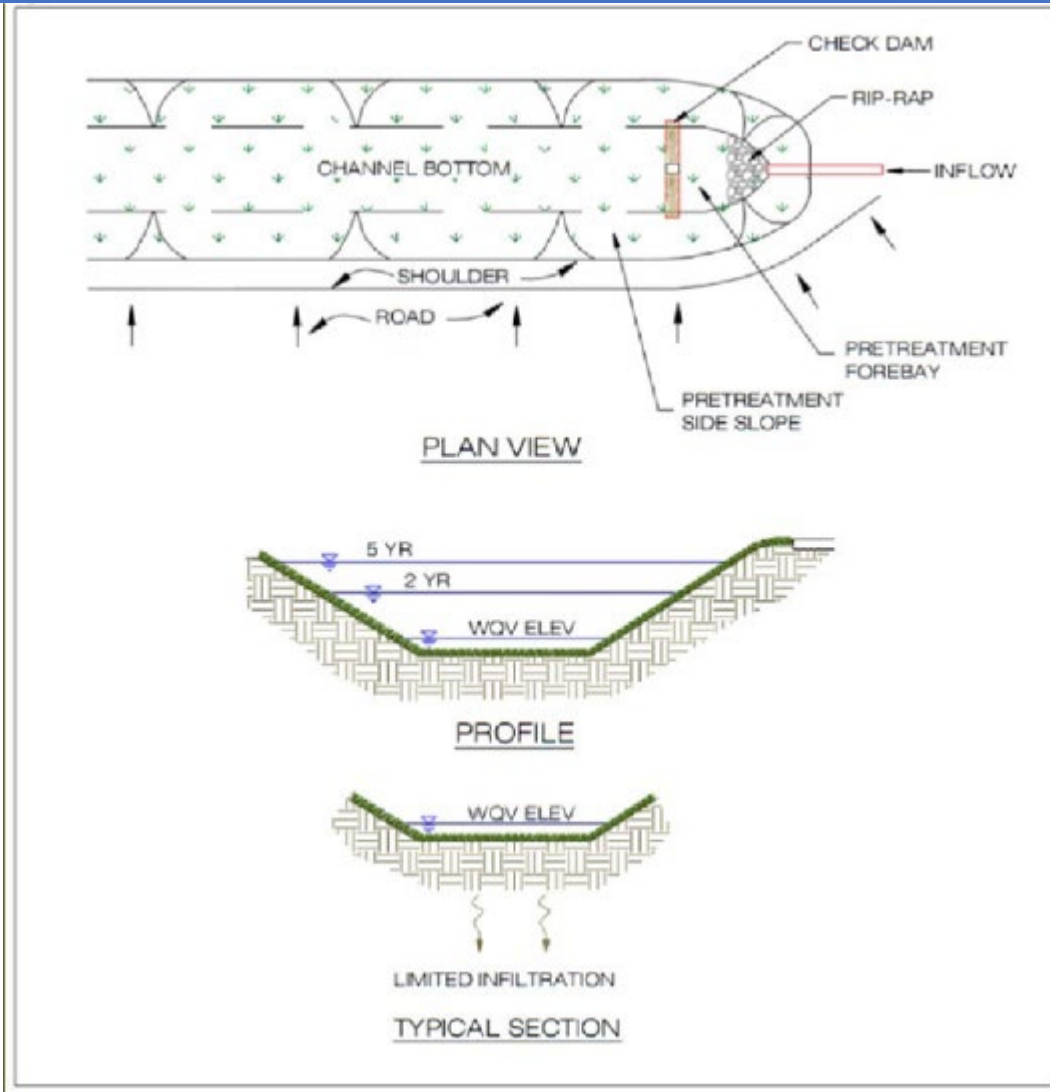 CHECK DAM
RIP-RAP
CHANNEL BOTTOM
INFLOW
SHOULDER
ROAD
PRETREATMENT
FOREBAY
PRETREATMENT
SIDE SLOPE
PLAN VIEW
5 YR
2 YR
WQV ELEV
PROFILE
WQV ELEV
LIMITED INFILTRATION
TYPICAL SECTION